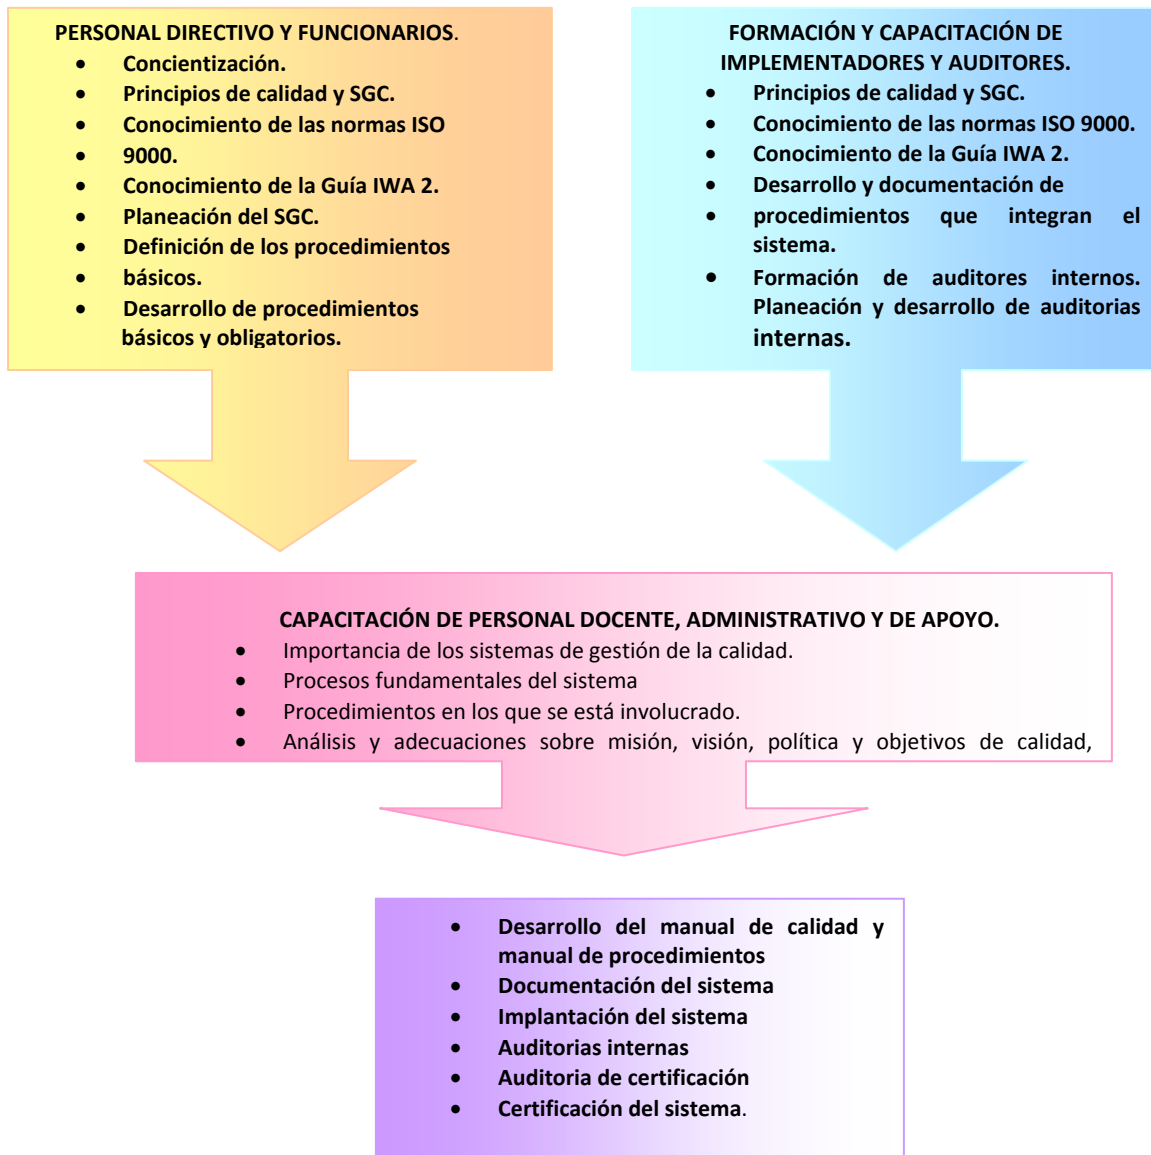 PERSONAL DIRECTIVO Y FUNCIONARIOS.
• Concientización.
• Principios de calidad y SGC.
• Conocimiento de las normas ISO
• 9000.
• Conocimiento de la Guía IWA 2.
• Planeación del SGC.
• Definición de los procedimientos
• básicos.
• Desarrollo de procedimientos
básicos y obligatorios.
FORMACIÓN Y CAPACITACIÓN DE
IMPLEMENTADORES Y AUDITORES.
• Principios de calidad y SGC.
• Conocimiento de las normas ISO 9000.
• Conocimiento de la Guía IWA 2.
• Desarrollo y documentación de
• procedimientos que integran el
sistema.
• Formación de auditores internos.
Planeación y desarrollo de auditorias
internas.
CAPACITACIÓN DE PERSONAL DOCENTE, ADMINISTRATIVO Y DE APOYO.
• Importancia de los sistemas de gestión de la calidad.
• Procesos fundamentales del sistema
• Procedimientos en los que se está involucrado.
• Análisis y adecuaciones sobre misión, visión, política y objetivos de calidad,
• Desarrollo del manual de calidad y
manual de procedimientos
• Documentación del sistema
• Implantación del sistema
• Auditorias internas
• Auditoria de certificación
• Certificación del sistema.